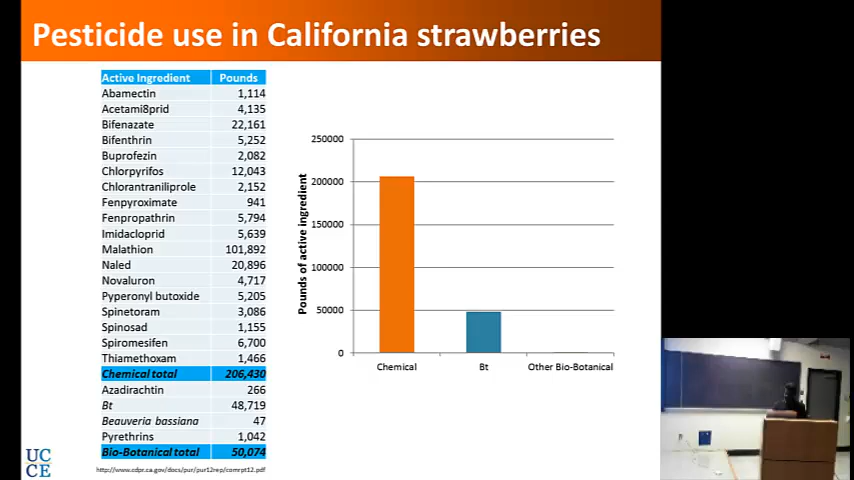 Pesticide use in California strawberries
Active Ingredient Pounds
Abamectin 1,114
Acetami8prid 4,135
Bifenazate 22,161
Bifenthrin 5,252
Buprofezin 2,082
Chlorpyrifos 12,043
Chlorantraniliprole 2,152
Fenpyroximate 941
Fenpropathrin 5,794
Imidacloprid 5,639
Malathion 101,892
Naled 20,896
Novaluron 4,717
Pyperonyl butoxide 5,205
Spinetoram 3,086
Spinosad 1,155
Spiromesifen 6,700
Thiamethoxam 1,466
Chemical total 206,430
Azadirachtin 266
Bt 48,719
Beauveria bassiana 47
Pyrethrins 1,042
Bio-Botanical total 50,074
http://www.cdpr.ca.gov/docs/pur/pur12rep/comrpt12.pdf
Pounds of active ingredient
250000
200000
150000
100000
50000
0
Chemical Bt Other Bio-Botanical
UC
CE